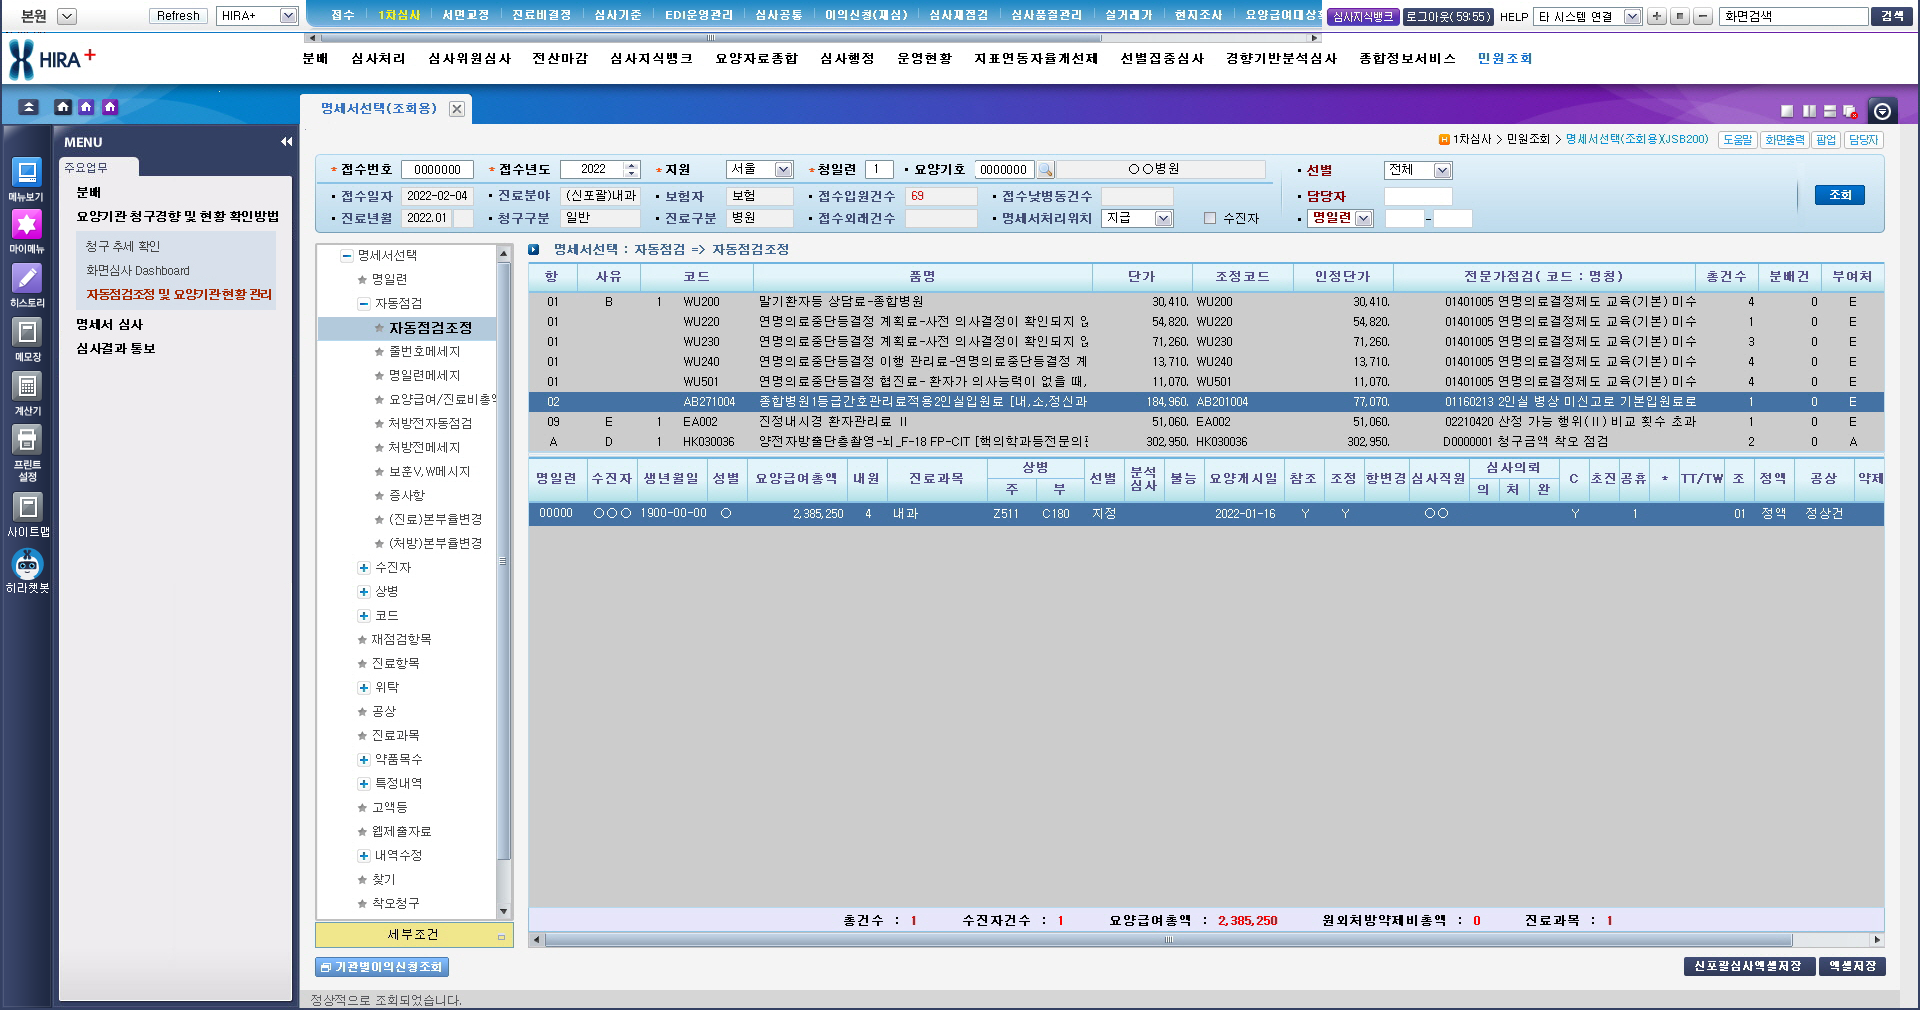 본원 Refresh HIRA+ 접수 1차심사 서면교정 진료비결정 심사기준 EDI운영관리 심사공통 이의신청(재심) 심사재점검 심사품질관리 실거래가 현지조사 요양급여대상 심사지식뱅크 로그아웃(59:55) HELP 타 시스템 연결 화면검색 검색
HIRA+ 분배 심사처리 심사위원심사 전산마감 심사지식뱅크 요양자료종합 심사행정 운영현황 지표연동자율개선제 선별집중심사 경향기반분석심사 종합정보서비스 민원조회
명세서선택(조회용)
MENU
주요업무
분배
요양기관 청구경향 및 현황 확인방법
청구 추세 확인
화면심사 Dashboard
자동점검조정 및 요양기관 현황 관리
명세서 심사
심사결과 통보
메뉴보기
마이메뉴
히스토리
메모장
계산기
프린트
설정
사이트맵
히라챗봇
1차심사 > 민원조회 > 명세서선택(조회용)(JSB200) 도움말 화면출력 팝업 담당자
* 접수번호 0000000 * 접수년도 2022 * 지원 서울 * 청일련 1 • 요양기호 0000000 ○○병원 • 선별 전체
• 접수일자 2022-02-04 • 진료분야 (신포괄)내과 • 보험자 보험 • 접수입원건수 69 • 접수낮병동건수 • 담당자 조회
• 진료년월 2022.01 • 청구구분 일반 • 진료구분 병원 • 접수외래건수 • 명세서처리위치 지급 수진자 • 명일련 -
명세서선택
명일련
자동점검
자동점검조정
줄번호메세지
명일련메세지
요양급여/진료비총액
처방전자동점검
처방전메세지
보훈V,W메시지
증사항
(진료)본부율변경
(처방)본부율변경
수진자
상병
코드
재점검항목
진료항목
위탁
공상
진료과목
약품목수
특정내역
고액등
웹제출자료
내역수정
찾기
착오청구
세부조건
기관별이의신청조회
명세서선택 : 자동점검 => 자동점검조정
항 사유 코드 품명 단가 조정코드 인정단가 전문가점검( 코드 : 명칭) 총건수 분배건 부여처
01 B 1 WU200 말기환자등 상담료-종합병원 30,410. WU200 30,410. 01401005 연명의료결정제도 교육(기본) 미수 4 0 E
01 WU220 연명의료중단등결정 계획료-사전 의사결정이 확인되지 않 54,820. WU220 54,820. 01401005 연명의료결정제도 교육(기본) 미수 1 0 E
01 WU230 연명의료중단등결정 계획료-사전 의사결정이 확인되지 않 71,260. WU230 71,260. 01401005 연명의료결정제도 교육(기본) 미수 3 0 E
01 WU240 연명의료중단등결정 이행 관리료-연명의료중단등결정 계 13,710. WU240 13,710. 01401005 연명의료결정제도 교육(기본) 미수 4 0 E
01 WU501 연명의료중단등결정 협진료- 환자가 의사능력이 없을 때, 11,070. WU501 11,070. 01401005 연명의료결정제도 교육(기본) 미수 4 0 E
02 AB271004 종합병원1등급간호관리료적용2인실입원료 [내,소,정신과 184,960. AB201004 77,070. 01160213 2인실 병상 미신고로 기본입원료로 1 0 E
09 E 1 EA002 진정내시경 환자관리료 II 51,060. EA002 51,060. 02210420 산정 가능 행위(II) 비교 횟수 초과 1 0 E
A D 1 HK030036 양전자방출단층촬영-뇌_F-18 FP-CIT [핵의학과등전문의 302,950. HK030036 302,950. D0000001 청구금액 착오 점검 2 0 A
명일련 수진자 생년월일 성별 요양급여총액 내원 진료과목 상병 주 부 선별 분석심사 불능 요양개시일 참조 조정 항변경 심사직원 심사의뢰 의 처 완 C 초진 공휴 * TT/TW 조 정액 공상 약제
00000 ○○○ 1900-00-00 ○ 2,385,250 4 내과 Z511 C180 지정 2022-01-16 Y Y ○○ Y 1 01 정액 정상건
총건수 : 1 수진자건수 : 1 요양급여총액 : 2,385,250 원외처방약제비총액 : 0 진료과목 : 1
신포괄심사엑셀저장 엑셀저장
정상적으로 조회되었습니다.